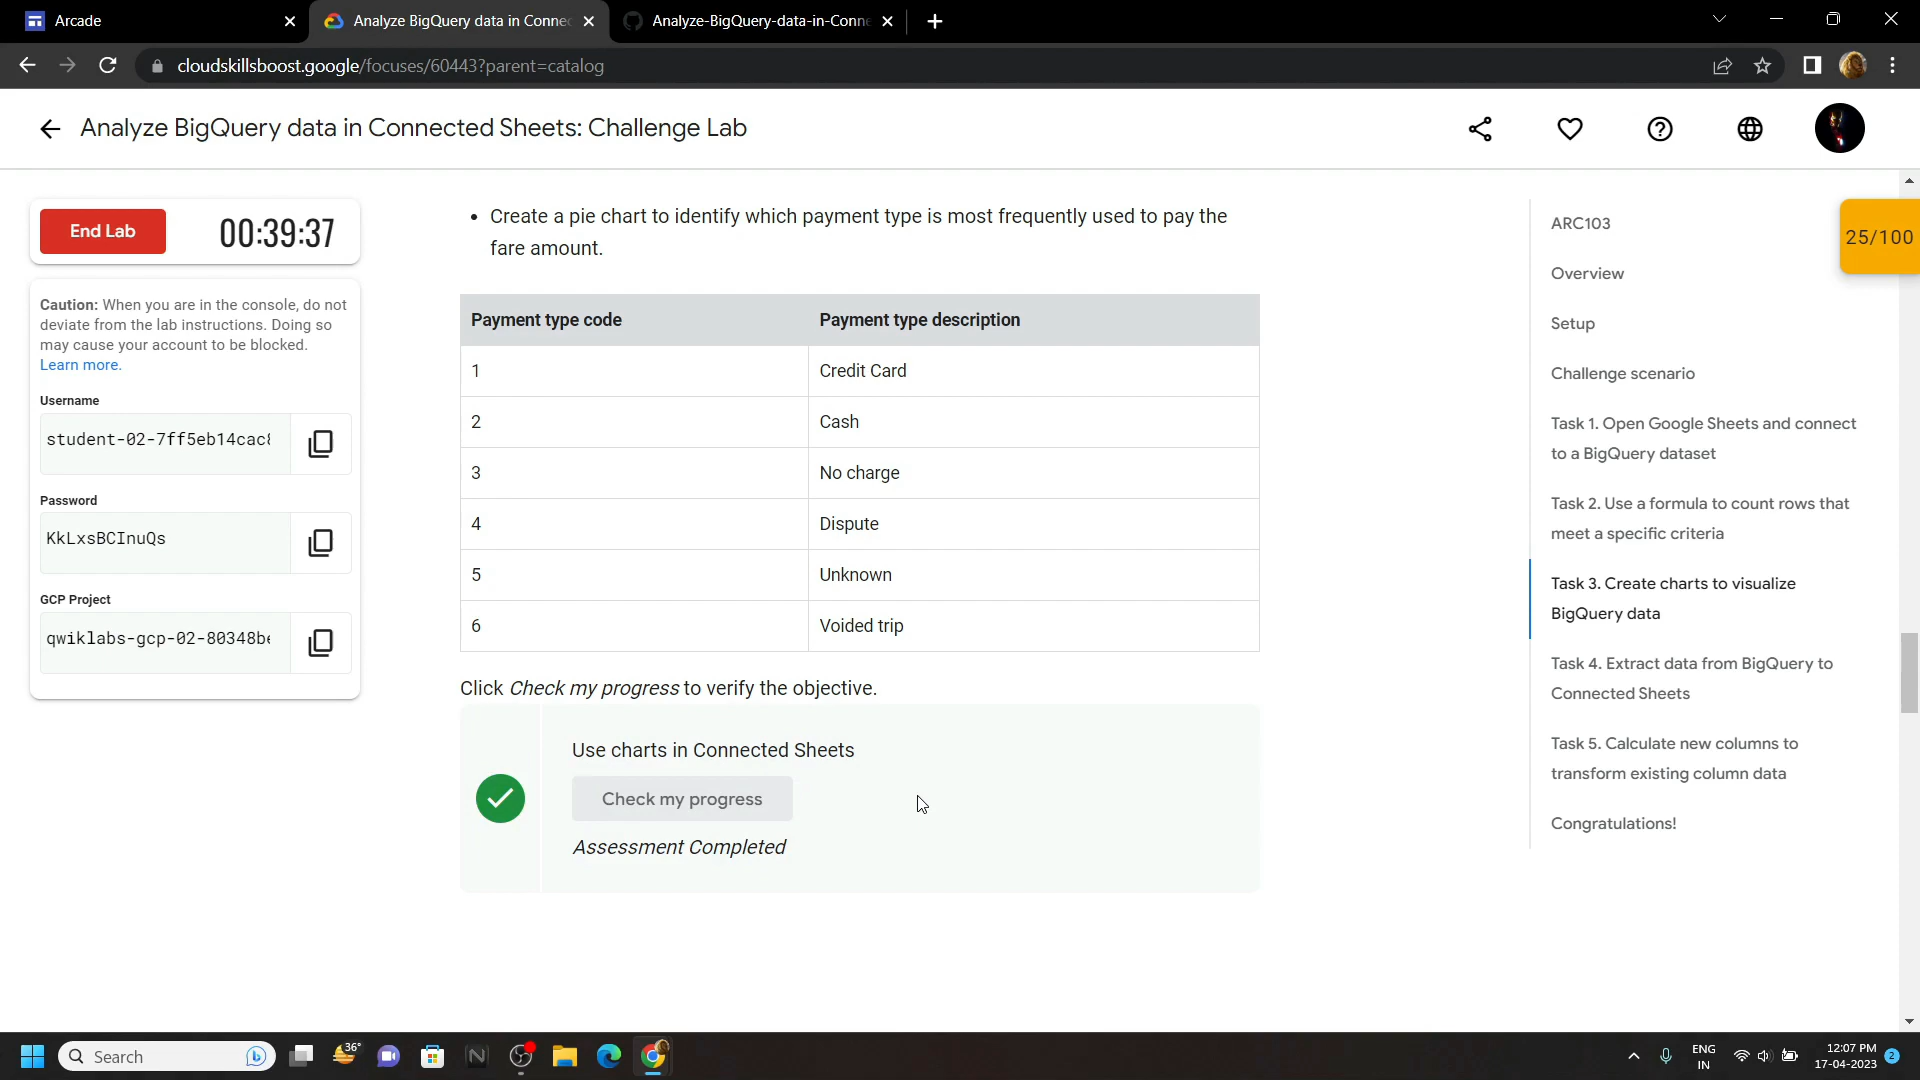 Arcade
Analyze BigQuery data in Connec
Analyze-BigQuery-data-in-Conne
cloudskillsboost.google/focuses/60443?parent=catalog
Analyze BigQuery data in Connected Sheets: Challenge Lab
End Lab
00:39:37
Caution: When you are in the console, do not
deviate from the lab instructions. Doing so
may cause your account to be blocked.
Learn more.
Username
student-02-7ff5eb14cac8
Password
KkLxsBCInuQs
GCP Project
qwiklabs-gcp-02-80348be
• Create a pie chart to identify which payment type is most frequently used to pay the
fare amount.
Payment type code Payment type description
1 Credit Card
2 Cash
3 No charge
4 Dispute
5 Unknown
6 Voided trip
Click Check my progress to verify the objective.
Use charts in Connected Sheets
Check my progress
Assessment Completed
ARC103
25/100
Overview
Setup
Challenge scenario
Task 1. Open Google Sheets and connect
to a BigQuery dataset
Task 2. Use a formula to count rows that
meet a specific criteria
Task 3. Create charts to visualize
BigQuery data
Task 4. Extract data from BigQuery to
Connected Sheets
Task 5. Calculate new columns to
transform existing column data
Congratulations!
Search
36°
ENG
IN
12:07 PM
17-04-2023
2